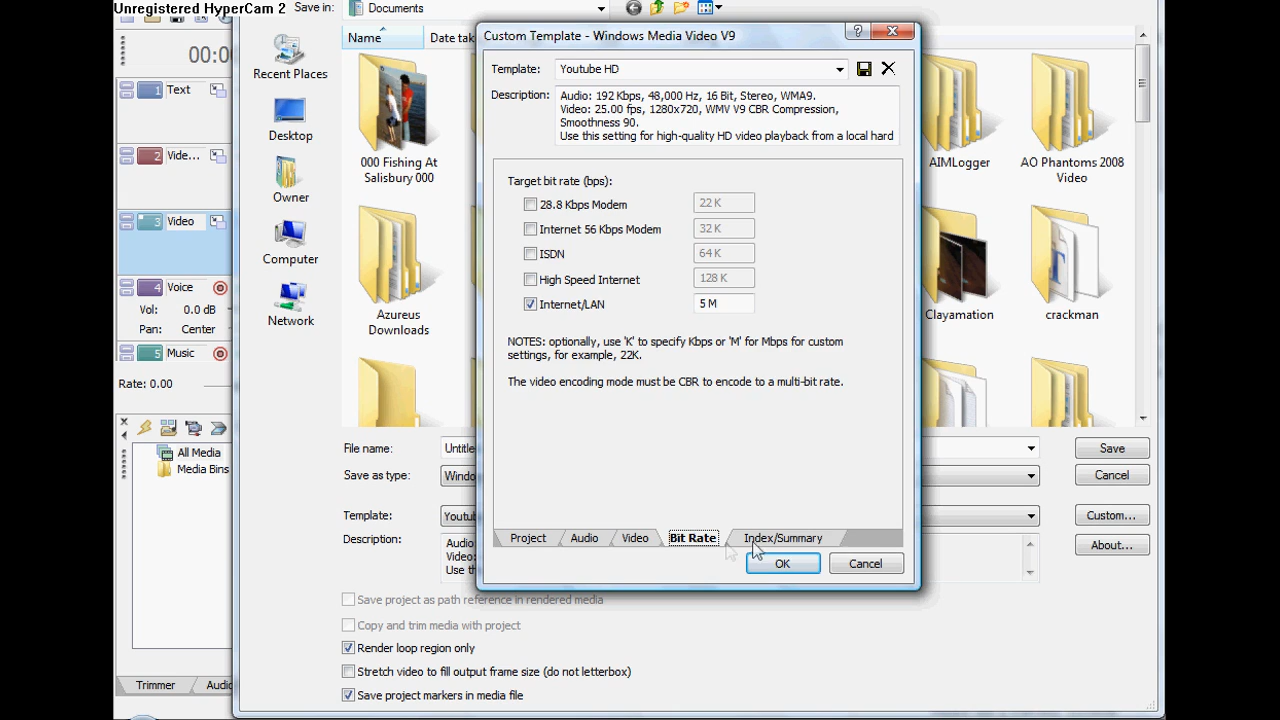 Unregistered HyperCam 2
Save in:
Documents
00:0
Name
Date tak
Custom Template - Windows Media Video V9
?
Template:
Youtube HD
Description:
Audio: 192 Kbps, 48,000 Hz, 16 Bit, Stereo, WMA9.
Video: 25.00 fps, 1280x720, WMV V9 CBR Compression,
Smoothness 90.
Use this setting for high-quality HD video playback from a local hard
Recent Places
Desktop
Owner
Computer
Network
1 Text
2 Vide...
3 Video
4 Voice
Vol: 0.0 dB
Pan: Center
5 Music
Rate: 0.00
000 Fishing At
Salisbury 000
AIMLogger
AO Phantoms 2008
Video
Azureus
Downloads
Clayamation
crackman
Target bit rate (bps):
28.8 Kbps Modem
22 K
Internet 56 Kbps Modem
32 K
ISDN
64 K
High Speed Internet
128 K
Internet/LAN
5 M
NOTES: optionally, use 'K' to specify Kbps or 'M' for Mbps for custom
settings, for example, 22K.
The video encoding mode must be CBR to encode to a multi-bit rate.
Project
Audio
Video
Bit Rate
Index/Summary
OK
Cancel
All Media
Media Bins
File name:
Untitle
Save
Save as type:
Windo
Cancel
Template:
Youtu
Custom...
Description:
Audio
Video:
Use t
About...
Save project as path reference in rendered media
Copy and trim media with project
Render loop region only
Stretch video to fill output frame size (do not letterbox)
Save project markers in media file
Trimmer
Audio